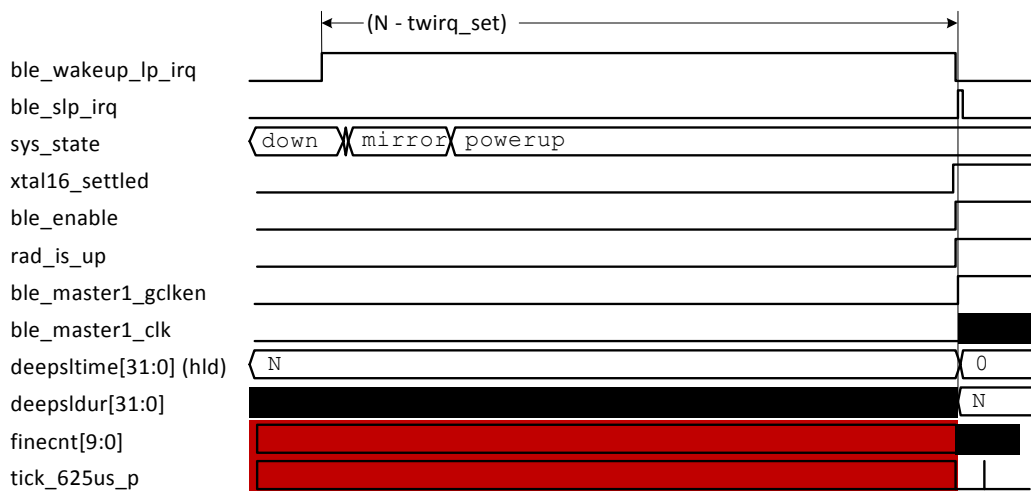 (N - twirq_set)
ble_wakeup_lp_irq
ble_slp_irq
sys_state down mirror powerup
xtal16_settled
ble_enable
rad_is_up
ble_master1_gclken
ble_master1_clk
deepsltime[31:0] (hld) N 0
deepsldur[31:0] N
finecnt[9:0]
tick_625us_p